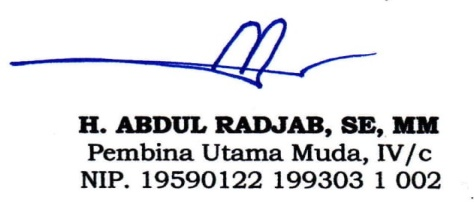 H. ABDUL RADJAB, SE, MM
Pembina Utama Muda, IV/c
NIP. 19590122 199303 1 002